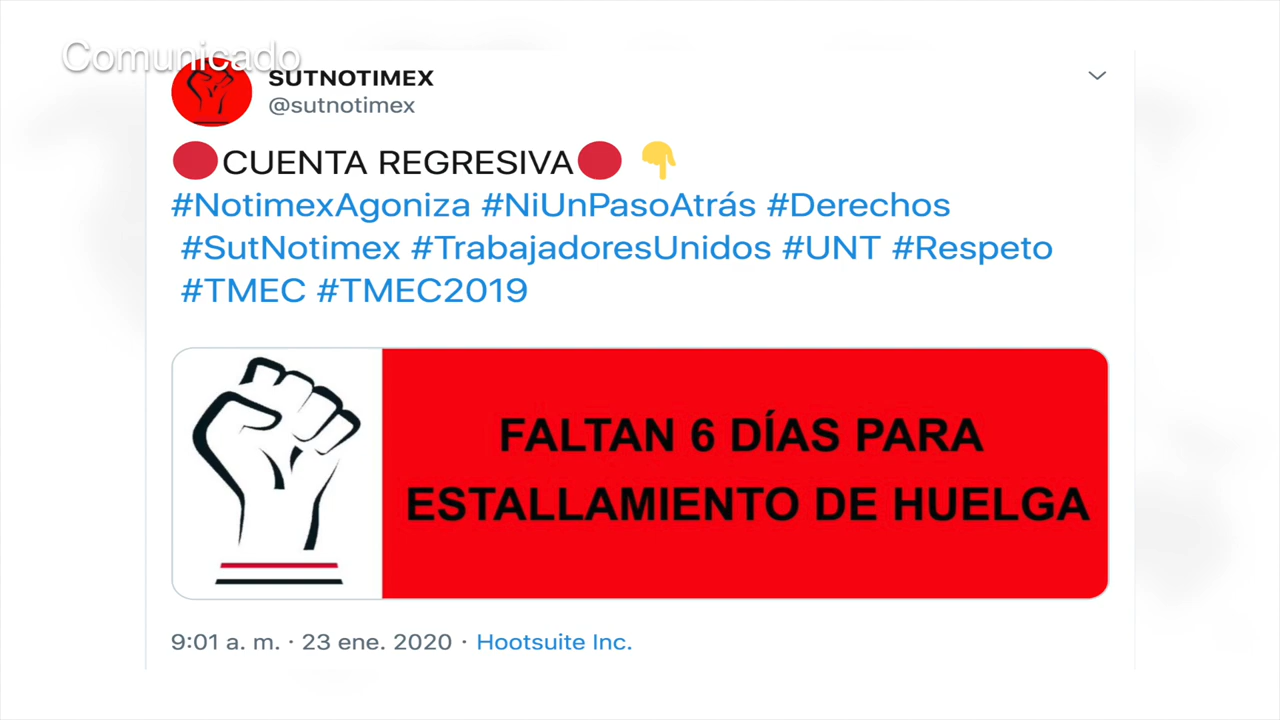 Comunicado
SUTNOTIMEX
@sutnotimex
🔴CUENTA REGRESIVA🔴 👇
#NotimexAgoniza #NiUnPasoAtrás #Derechos
#SutNotimex #TrabajadoresUnidos #UNT #Respeto
#TMEC #TMEC2019
FALTAN 6 DÍAS PARA
ESTALLAMIENTO DE HUELGA
9:01 a. m. · 23 ene. 2020 · Hootsuite Inc.